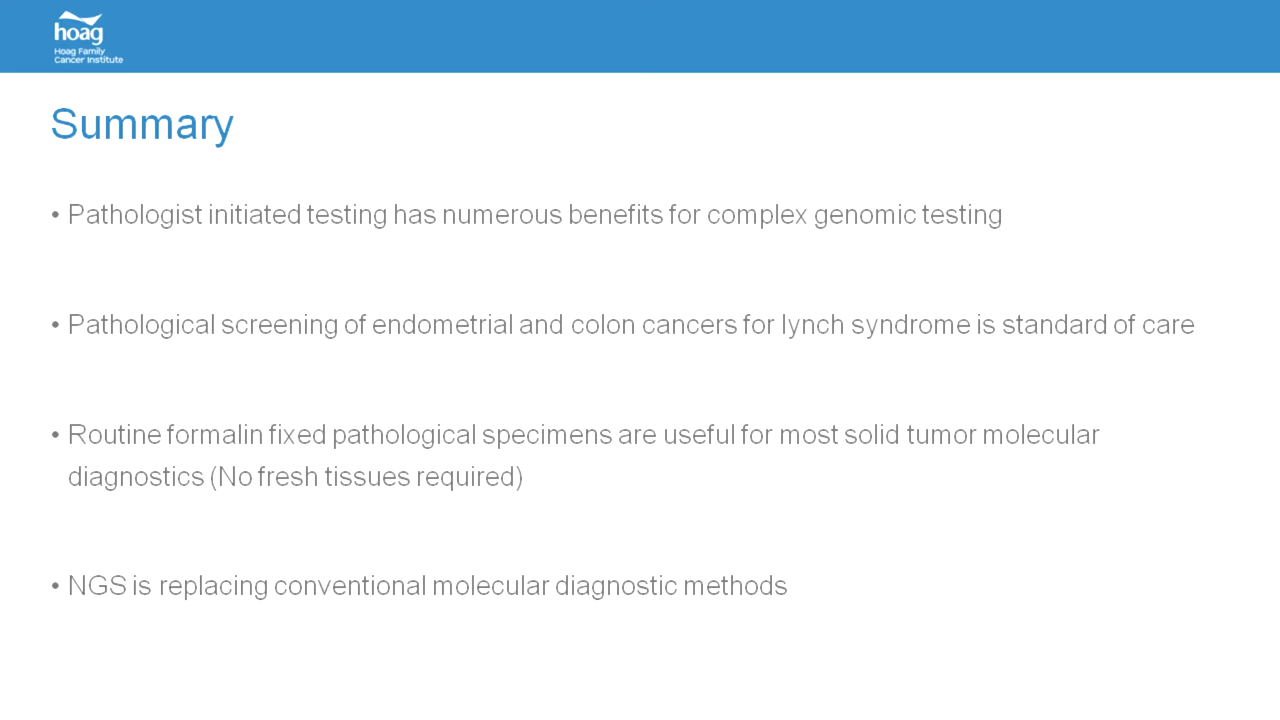 hoag
Hoag Family
Cancer Institute
Summary
• Pathologist initiated testing has numerous benefits for complex genomic testing
• Pathological screening of endometrial and colon cancers for lynch syndrome is standard of care
• Routine formalin fixed pathological specimens are useful for most solid tumor molecular
diagnostics (No fresh tissues required)
• NGS is replacing conventional molecular diagnostic methods